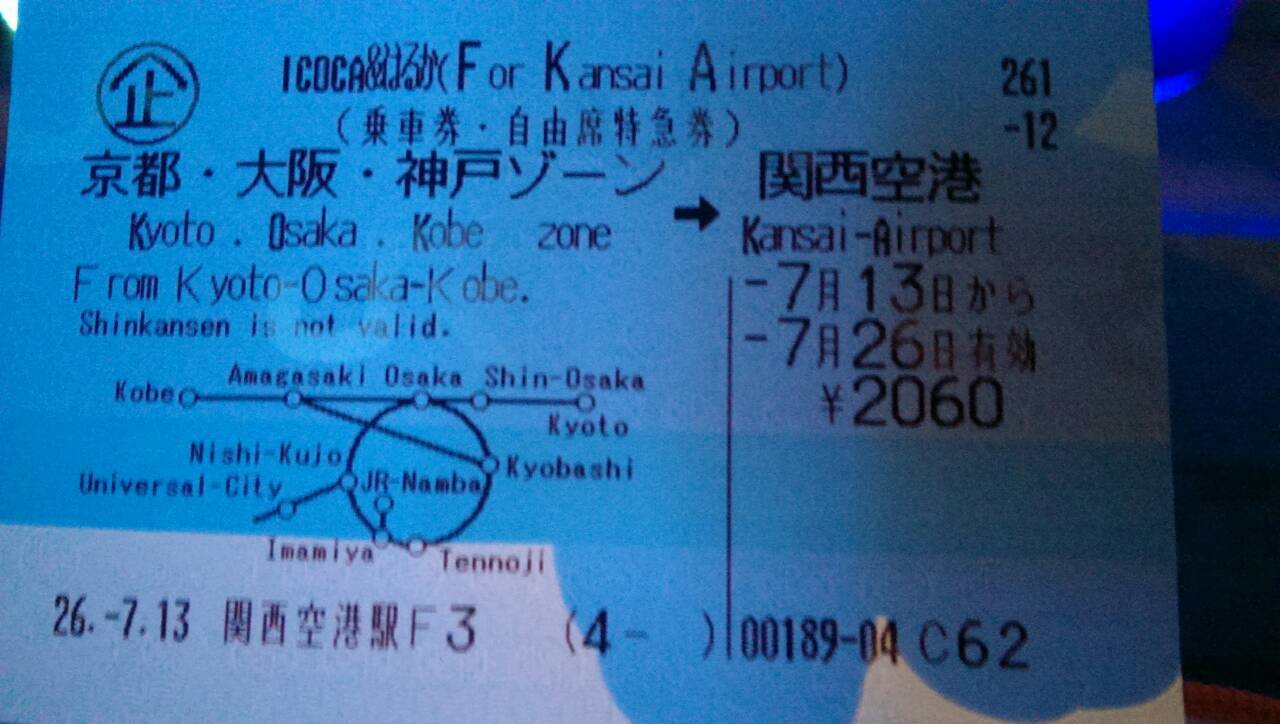 企 ICOCA&はるか(For Kansai Airport) 261
(乗車券・自由席特急券) -12
京都・大阪・神戸ゾーン → 関西空港
Kyoto . Osaka . Kobe zone Kansai-Airport
From Kyoto-Osaka-Kobe. -7月13日から
Shinkansen is not valid. -7月26日有効
¥2060
Amagasaki Osaka Shin-Osaka
Kobe
Kyoto
Nishi-Kujo
Kyobashi
Universal-City JR-Namba
Imamiya Tennoji
26.-7.13 関西空港駅F3 (4- ) 00189-04 C62